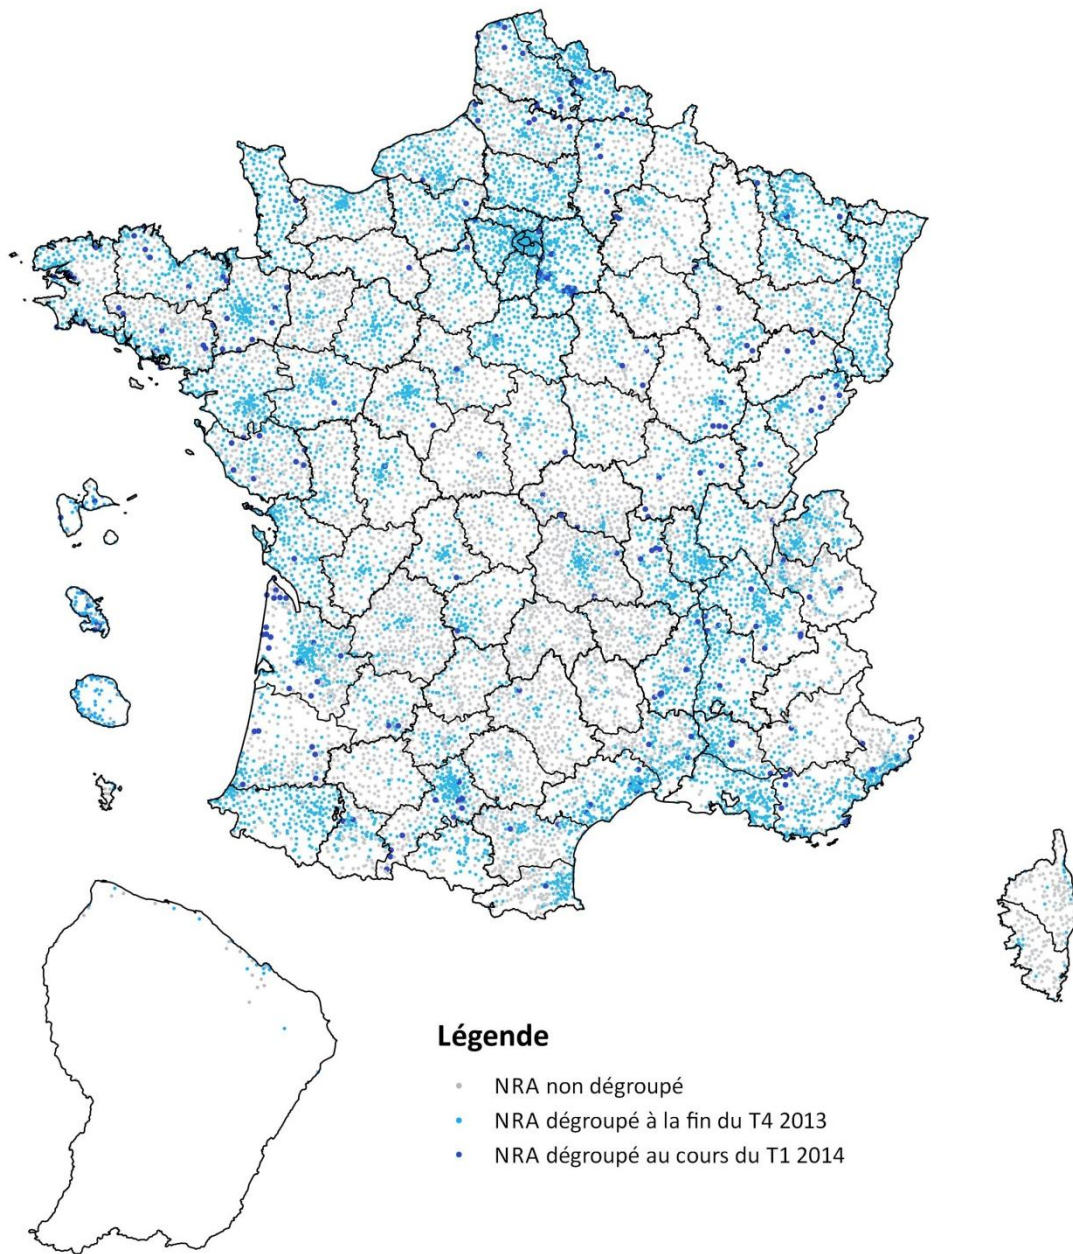 Légende
NRA non dégroupé
NRA dégroupé à la fin du T4 2013
NRA dégroupé au cours du T1 2014